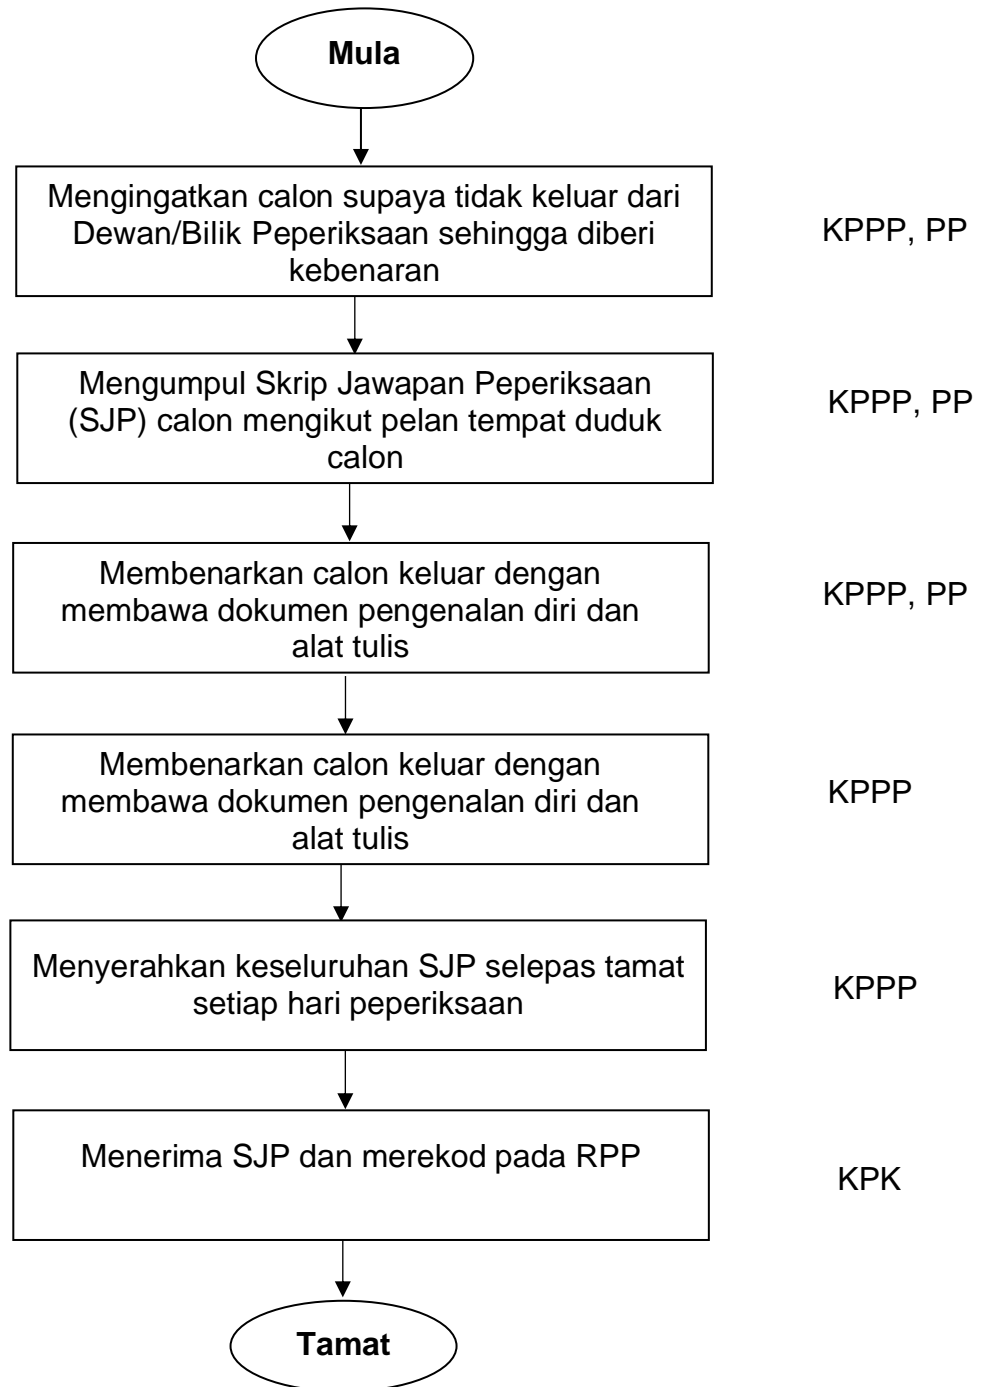 Mula
Mengingatkan calon supaya tidak keluar dari
Dewan/Bilik Peperiksaan sehingga diberi
kebenaran
KPPP, PP
Mengumpul Skrip Jawapan Peperiksaan
(SJP) calon mengikut pelan tempat duduk
calon
KPPP, PP
Membenarkan calon keluar dengan
membawa dokumen pengenalan diri dan
alat tulis
KPPP, PP
Membenarkan calon keluar dengan
membawa dokumen pengenalan diri dan
alat tulis
KPPP
Menyerahkan keseluruhan SJP selepas tamat
setiap hari peperiksaan
KPPP
Menerima SJP dan merekod pada RPP
KPK
Tamat